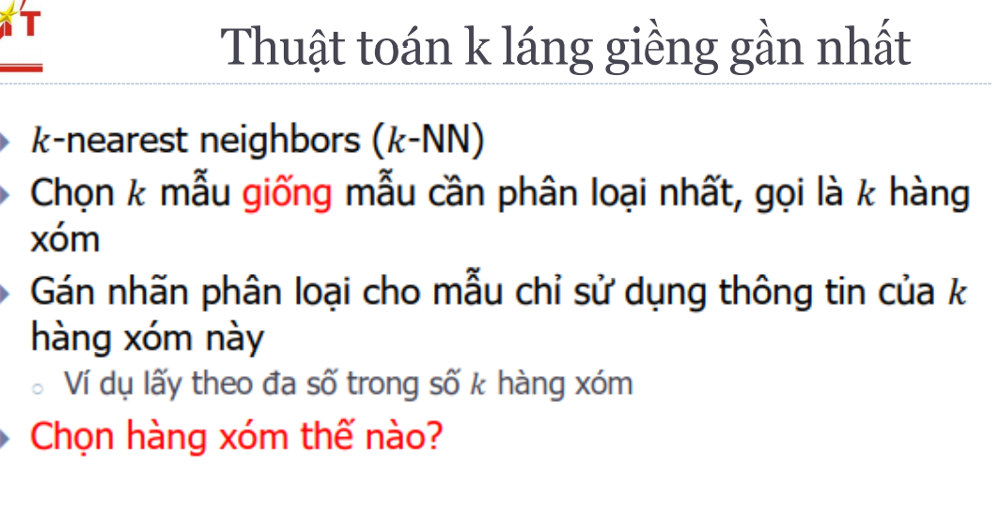 T
Thuật toán k láng giềng gần nhất
k-nearest neighbors (k-NN)
Chọn k mẫu giống mẫu cần phân loại nhất, gọi là k hàng
xóm
Gán nhãn phân loại cho mẫu chỉ sử dụng thông tin của k
hàng xóm này
Ví dụ lấy theo đa số trong số k hàng xóm
Chọn hàng xóm thế nào?